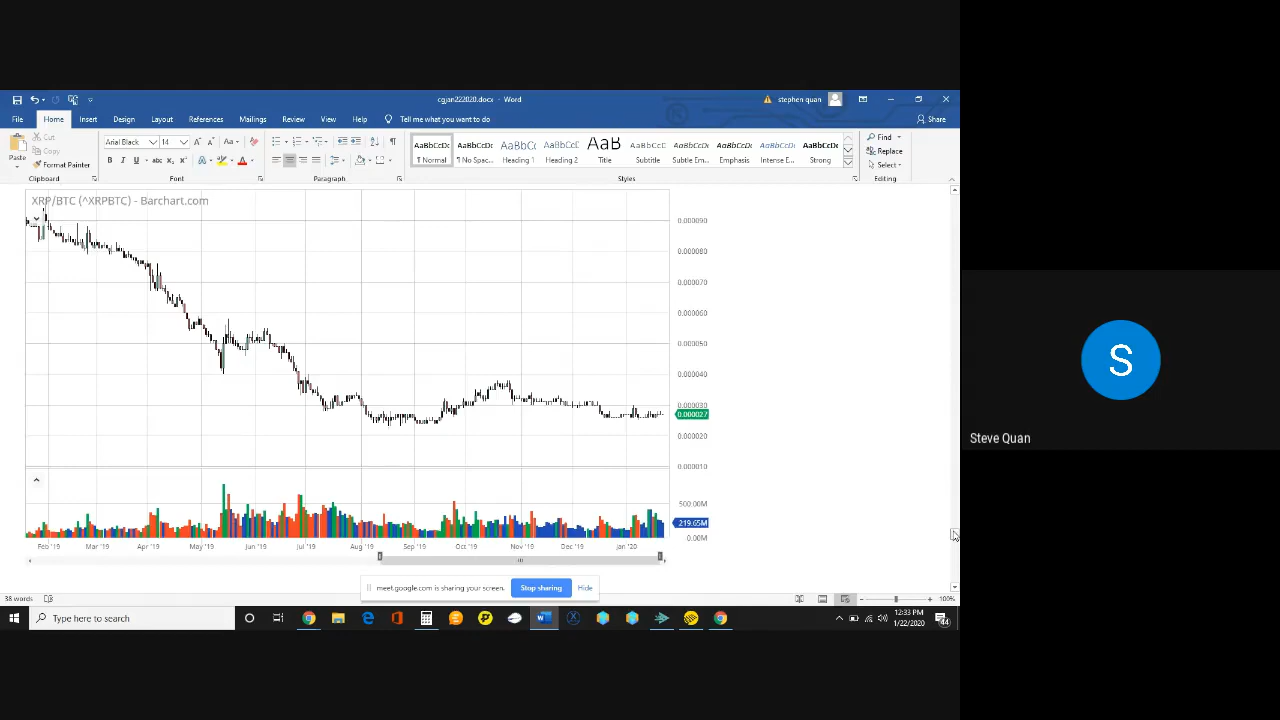 cgjan222020.docx - Word
stephen quan
File Home Insert Design Layout References Mailings Review View Help Tell me what you want to do Share
Paste
Cut
Copy
Format Painter
Arial Black 14
AaBbCcDc AaBbCcDc AaBbCc AaBbCcC AaB AaBbCcC AaBbCcDc AaBbCcDc AaBbCcDc AaBbCcDc
¶ Normal ¶ No Spac... Heading 1 Heading 2 Title Subtitle Subtle Em... Emphasis Intense E... Strong
Find
Replace
Select
Clipboard Font Paragraph Styles Editing
XRP/BTC (^XRPBTC) - Barchart.com
0.000090
0.000080
0.000070
0.000060
0.000050
0.000040
0.000030
0.000027
0.000020
0.000010
500.00M
219.65M
0.00M
Feb '19 Mar '19 Apr '19 May '19 Jun '19 Jul '19 Aug '19 Sep '19 Oct '19 Nov '19 Dec '19 Jan '20
meet.google.com is sharing your screen. Stop sharing Hide
38 words
100%
Type here to search
12:33 PM
1/22/2020
44
S
Steve Quan